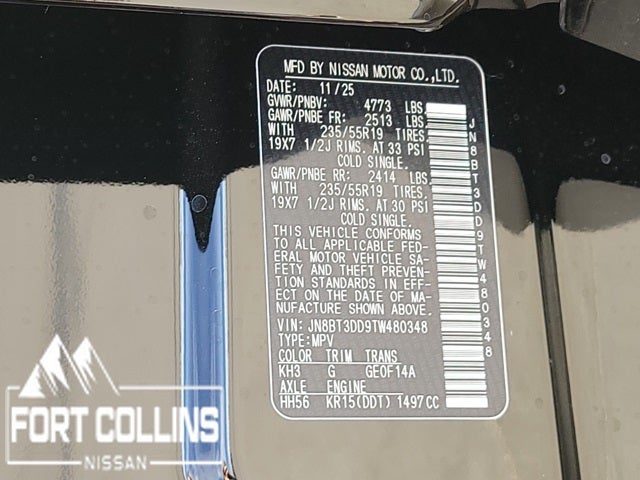 MFD BY NISSAN MOTOR CO.,LTD.
DATE: 11/25
GVWR/PNBV: 4773 LBS
GAWR/PNBE FR: 2513 LBS
WITH 235/55R19 TIRES,
19X7 1/2J RIMS, AT 33 PSI
COLD SINGLE.
GAWR/PNBE RR: 2414 LBS
WITH 235/55R19 TIRES,
19X7 1/2J RIMS, AT 30 PSI
COLD SINGLE.
THIS VEHICLE CONFORMS
TO ALL APPLICABLE FED-
ERAL MOTOR VEHICLE SA-
FETY AND THEFT PREVEN-
TION STANDARDS IN EFF-
ECT ON THE DATE OF MA-
NUFACTURE SHOWN ABOVE.
VIN: JN8BT3DD9TW480348
TYPE:MPV
COLOR TRIM TRANS
KH3 G GE0F14A
AXLE ENGINE
HH56 KR15(DDT) 1497CC
JN8BT3DD9TW480348
FORT COLLINS
NISSAN